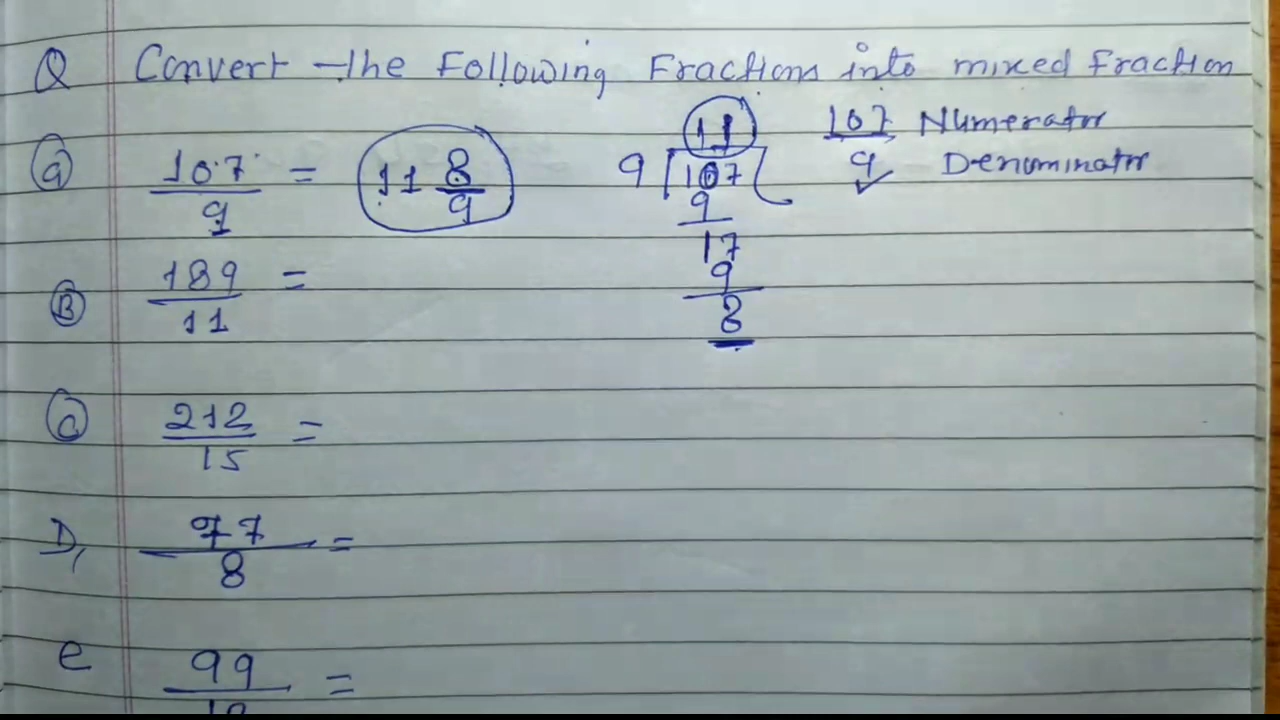 Q Convert the Following Fractions into mixed Fraction
(a) 107/9 = 11 8/9
11
9 ) 107 (
9
17
9
8
107 Numerator
9 Denuminator
(B) 189/11 =
(C) 212/15 =
D, 77/8 =
e 99/
=